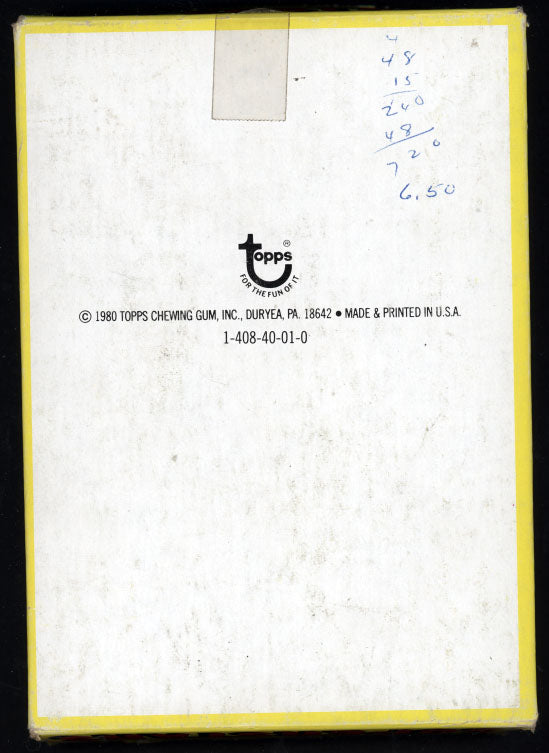 4
48
15
240
48
720
6.50
topps®
FOR THE FUN OF IT
© 1980 TOPPS CHEWING GUM, INC., DURYEA, PA. 18642 • MADE & PRINTED IN U.S.A.
1-408-40-01-0